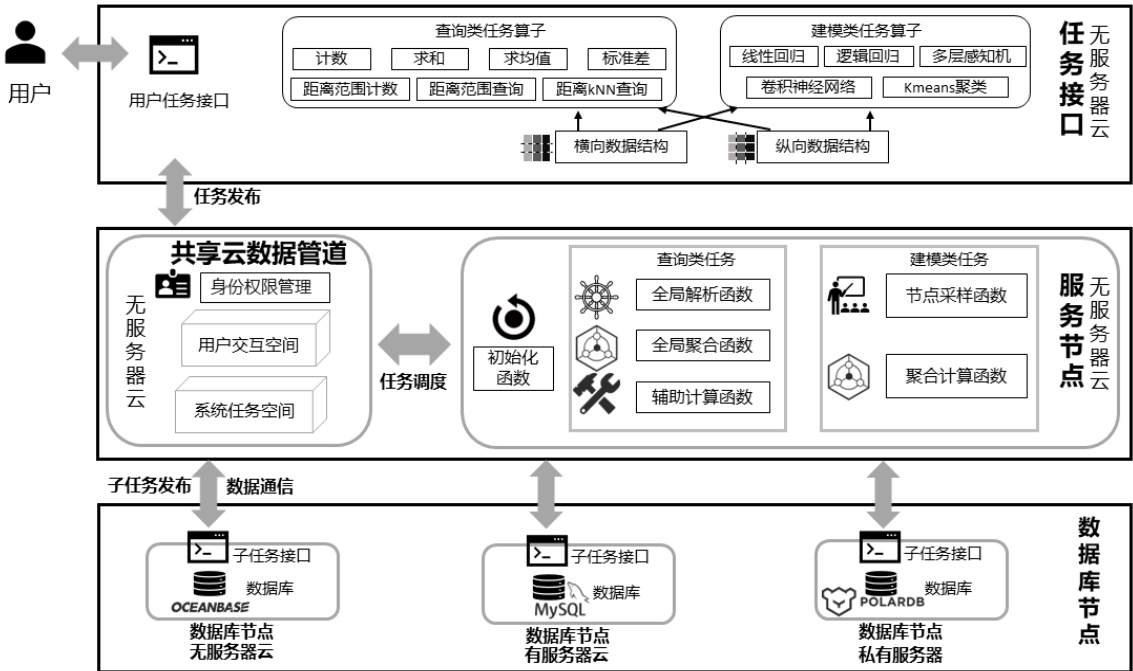 用户
用户任务接口
查询类任务算子
计数
求和
求均值
标准差
距离范围计数
距离范围查询
距离kNN查询
建模类任务算子
线性回归
逻辑回归
多层感知机
卷积神经网络
Kmeans聚类
横向数据结构
纵向数据结构
任务接口
无服务器云
任务发布
共享云数据管道
无服务器云
身份权限管理
用户交互空间
系统任务空间
任务调度
初始化
函数
查询类任务
全局解析函数
全局聚合函数
辅助计算函数
建模类任务
节点采样函数
聚合计算函数
服务节点
无服务器云
子任务发布
数据通信
子任务接口
数据库
OCEANBASE
数据库节点
无服务器云
子任务接口
数据库
MySQL
数据库节点
有服务器云
子任务接口
数据库
POLARDB
数据库节点
私有服务器
数据库节点